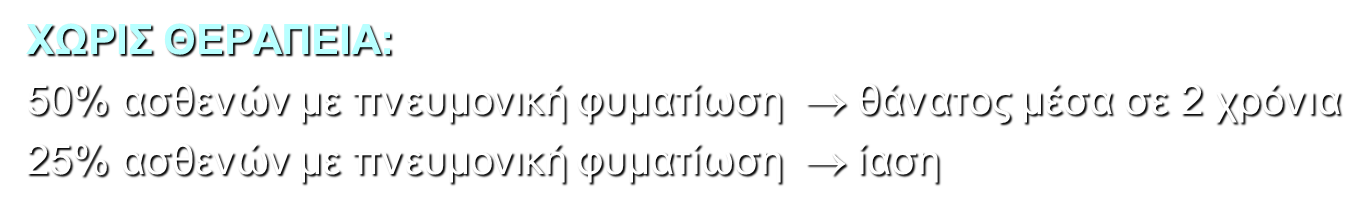 ΧΩΡΙΣ ΘΕΡΑΠΕΙΑ:
50% ασθενών με πνευμονική φυματίωση → θάνατος μέσα σε 2 χρόνια
25% ασθενών με πνευμονική φυματίωση → ίαση